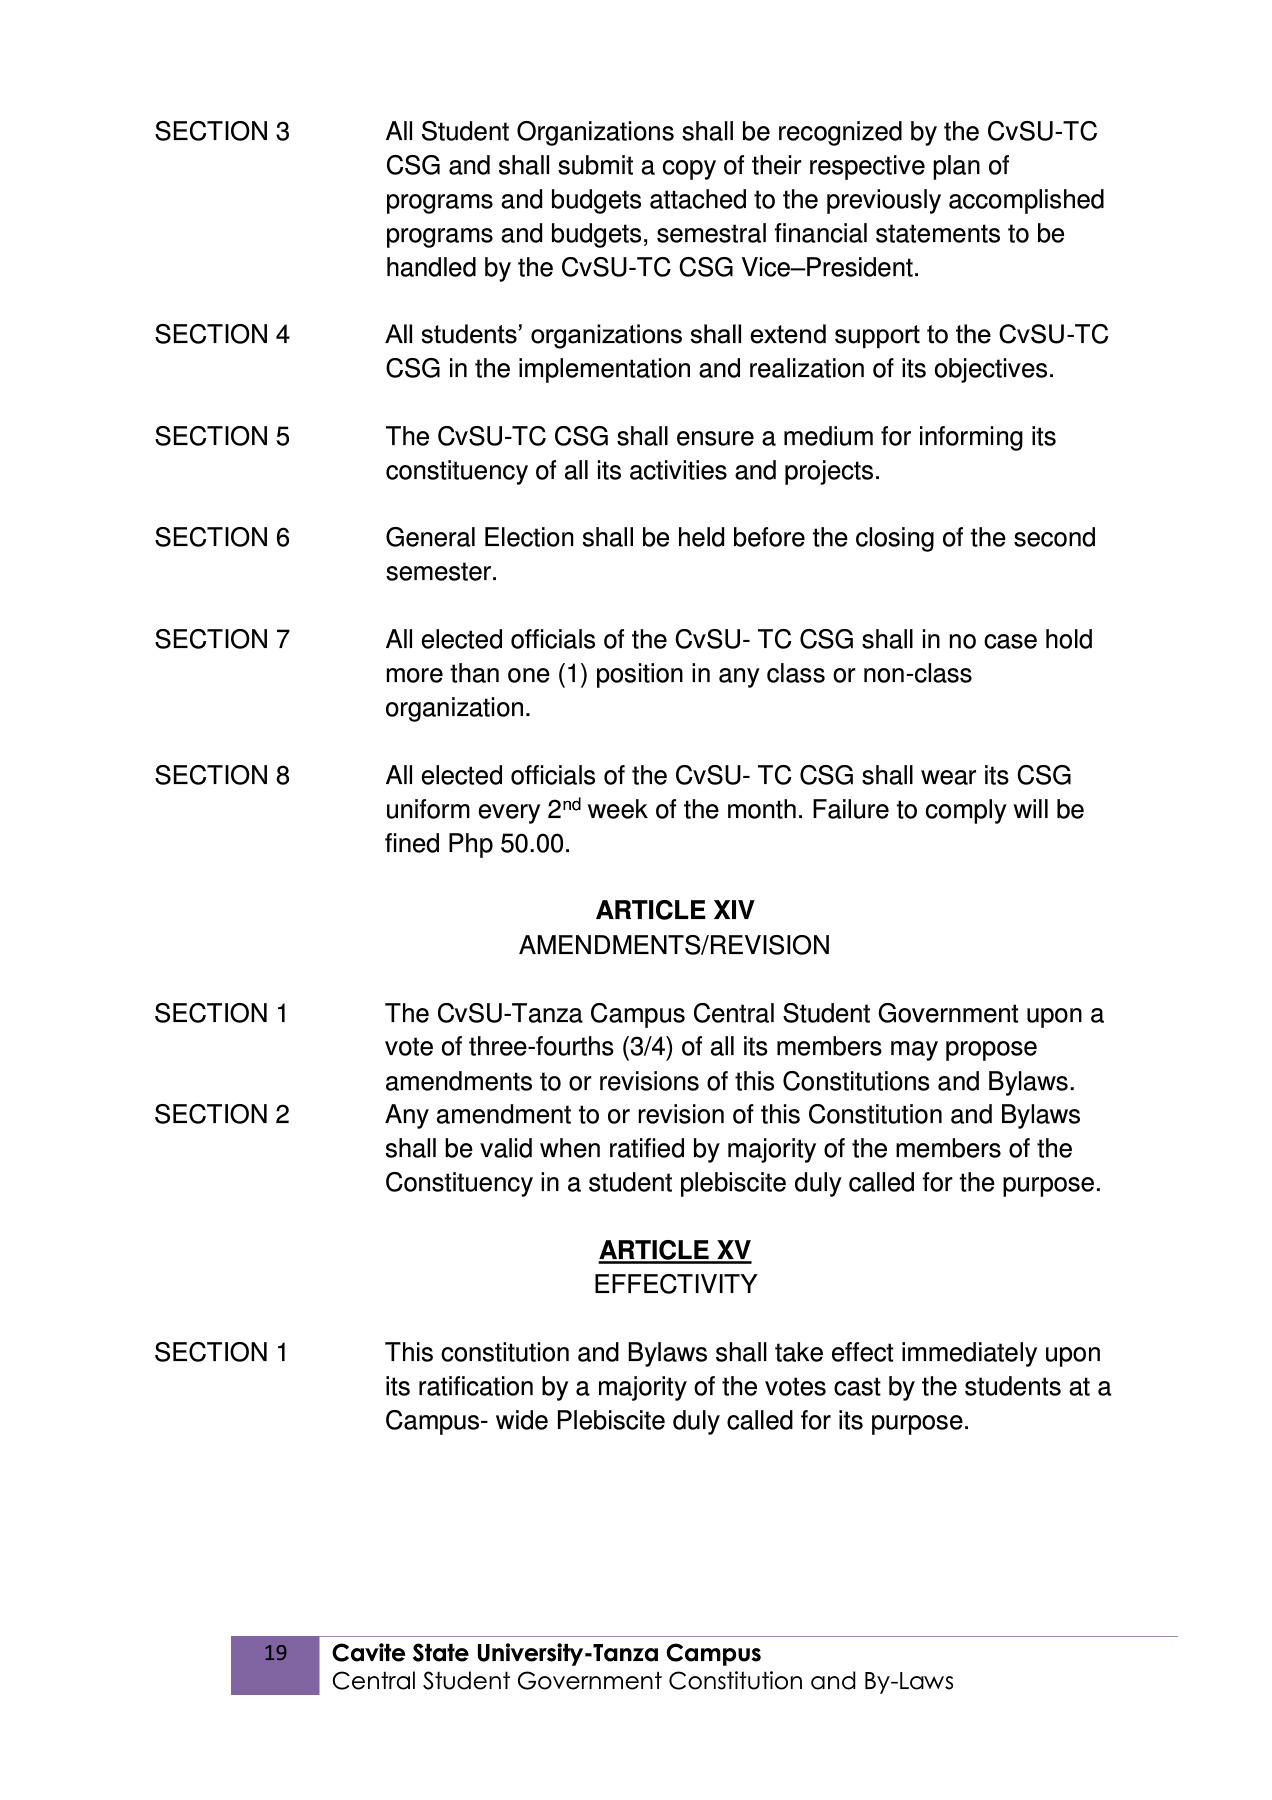 SECTION 3 All Student Organizations shall be recognized by the CvSU-TC
CSG and shall submit a copy of their respective plan of
programs and budgets attached to the previously accomplished
programs and budgets, semestral financial statements to be
handled by the CvSU-TC CSG Vice–President.
SECTION 4 All students’ organizations shall extend support to the CvSU-TC
CSG in the implementation and realization of its objectives.
SECTION 5 The CvSU-TC CSG shall ensure a medium for informing its
constituency of all its activities and projects.
SECTION 6 General Election shall be held before the closing of the second
semester.
SECTION 7 All elected officials of the CvSU- TC CSG shall in no case hold
more than one (1) position in any class or non-class
organization.
SECTION 8 All elected officials of the CvSU- TC CSG shall wear its CSG
uniform every 2nd week of the month. Failure to comply will be
fined Php 50.00.
ARTICLE XIV
AMENDMENTS/REVISION
SECTION 1 The CvSU-Tanza Campus Central Student Government upon a
vote of three-fourths (3/4) of all its members may propose
amendments to or revisions of this Constitutions and Bylaws.
SECTION 2 Any amendment to or revision of this Constitution and Bylaws
shall be valid when ratified by majority of the members of the
Constituency in a student plebiscite duly called for the purpose.
ARTICLE XV
EFFECTIVITY
SECTION 1 This constitution and Bylaws shall take effect immediately upon
its ratification by a majority of the votes cast by the students at a
Campus- wide Plebiscite duly called for its purpose.
19 Cavite State University-Tanza Campus
Central Student Government Constitution and By-Laws